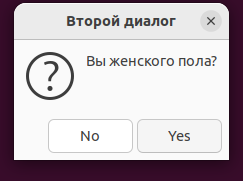 Второй диалог
Вы женского пола?
No Yes